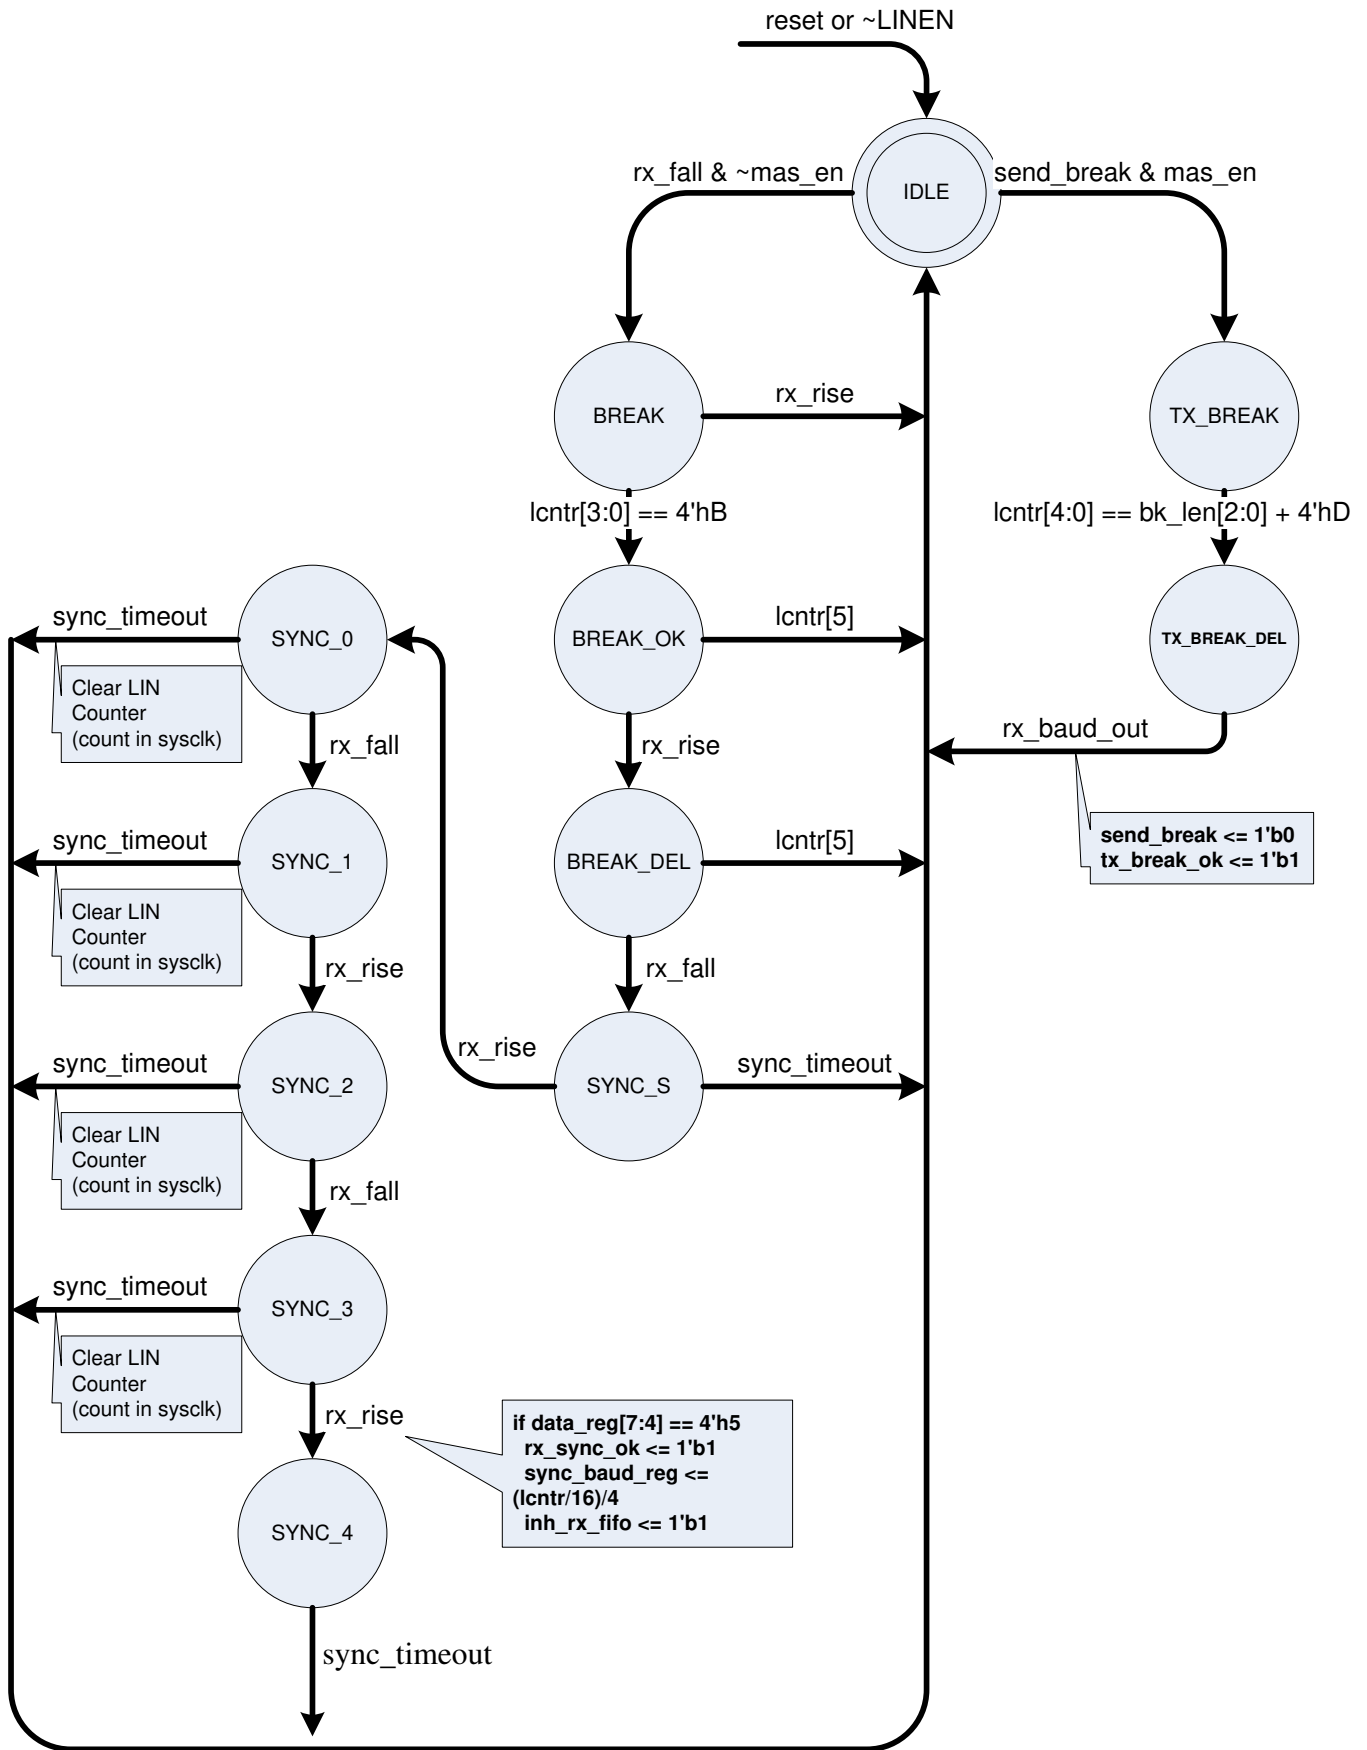 reset or ~LINEN
rx_fall & ~mas_en
IDLE
send_break & mas_en
BREAK
rx_rise
TX_BREAK
lcntr[3:0] == 4'hB
lcntr[4:0] == bk_len[2:0] + 4'hD
sync_timeout
SYNC_0
BREAK_OK
lcntr[5]
TX_BREAK_DEL
Clear LIN
Counter
(count in sysclk)
rx_fall
rx_rise
rx_baud_out
sync_timeout
SYNC_1
BREAK_DEL
lcntr[5]
send_break <= 1'b0
tx_break_ok <= 1'b1
Clear LIN
Counter
(count in sysclk)
rx_rise
rx_fall
sync_timeout
SYNC_2
rx_rise
SYNC_S
sync_timeout
Clear LIN
Counter
(count in sysclk)
rx_fall
sync_timeout
SYNC_3
Clear LIN
Counter
(count in sysclk)
rx_rise
if data_reg[7:4] == 4'h5
rx_sync_ok <= 1'b1
sync_baud_reg <=
(lcntr/16)/4
inh_rx_fifo <= 1'b1
SYNC_4
sync_timeout